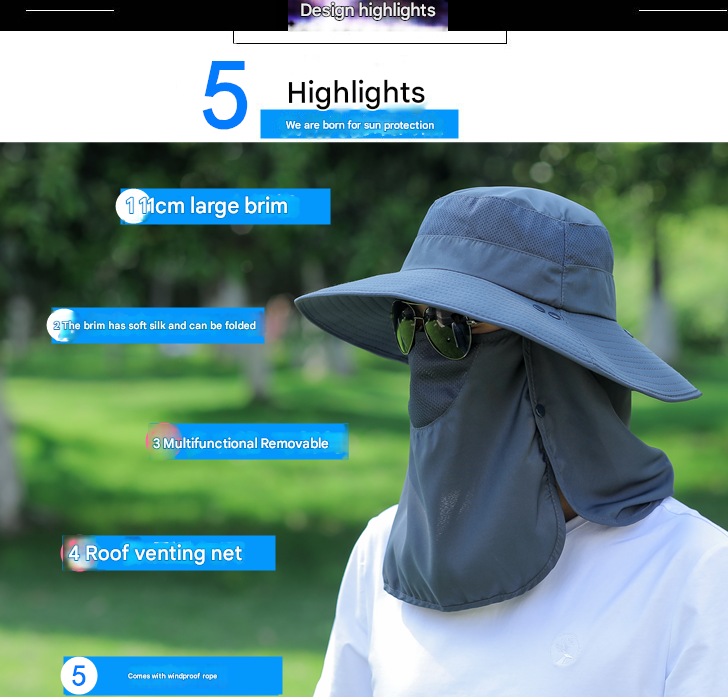 Design highlights
5
Highlights
We are born for sun protection
1 11cm large brim
2 The brim has soft silk and can be folded
3 Multifunctional Removable
4 Roof venting net
5 Comes with windproof rope